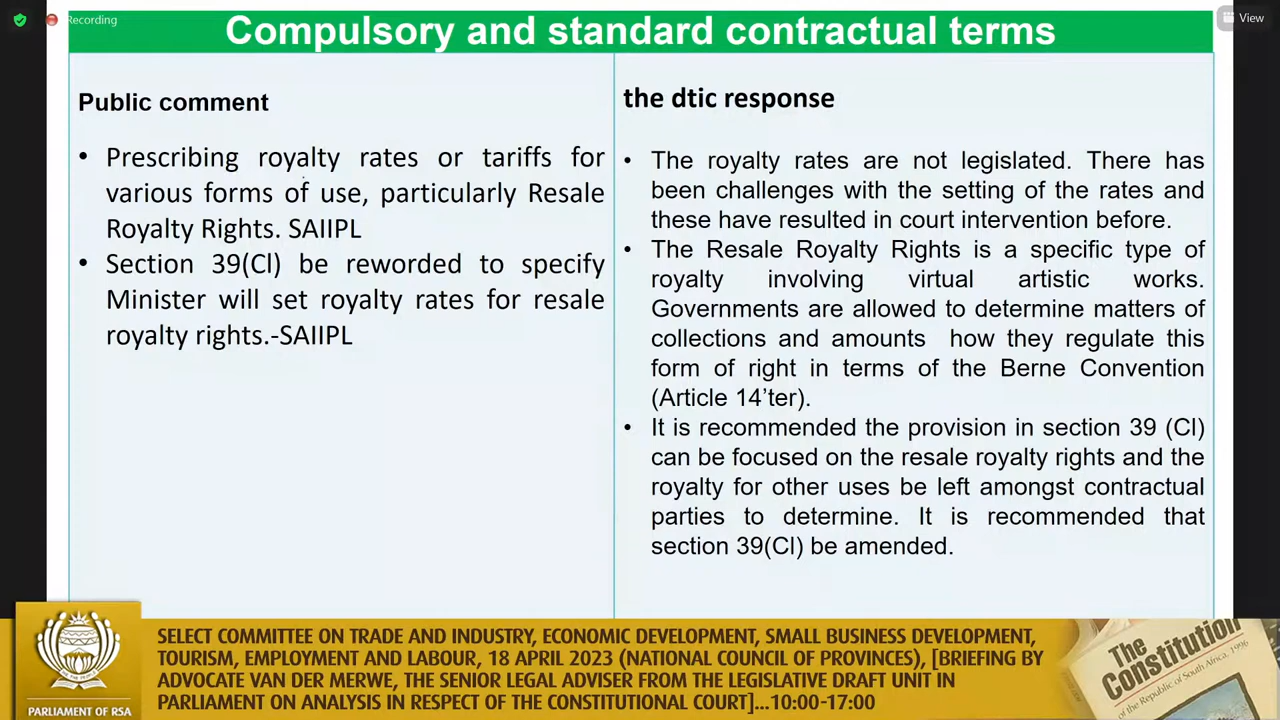 Recording
View
Compulsory and standard contractual terms
Public comment
• Prescribing royalty rates or tariffs for
various forms of use, particularly Resale
Royalty Rights. SAIIPL
• Section 39(Cl) be reworded to specify
Minister will set royalty rates for resale
royalty rights.-SAIIPL
the dtic response
• The royalty rates are not legislated. There has
been challenges with the setting of the rates and
these have resulted in court intervention before.
• The Resale Royalty Rights is a specific type of
royalty involving virtual artistic works.
Governments are allowed to determine matters of
collections and amounts how they regulate this
form of right in terms of the Berne Convention
(Article 14’ter).
• It is recommended the provision in section 39 (CI)
can be focused on the resale royalty rights and the
royalty for other uses be left amongst contractual
parties to determine. It is recommended that
section 39(CI) be amended.
SELECT COMMITTEE ON TRADE AND INDUSTRY, ECONOMIC DEVELOPMENT, SMALL BUSINESS DEVELOPMENT,
TOURISM, EMPLOYMENT AND LABOUR, 18 APRIL 2023 (NATIONAL COUNCIL OF PROVINCES), [BRIEFING BY
ADVOCATE VAN DER MERWE, THE SENIOR LEGAL ADVISER FROM THE LEGISLATIVE DRAFT UNIT IN
PARLIAMENT ON ANALYSIS IN RESPECT OF THE CONSTITUTIONAL COURT]...10:00-17:00
PARLIAMENT OF RSA
The
Constitution
of the Republic of South Africa, 1996